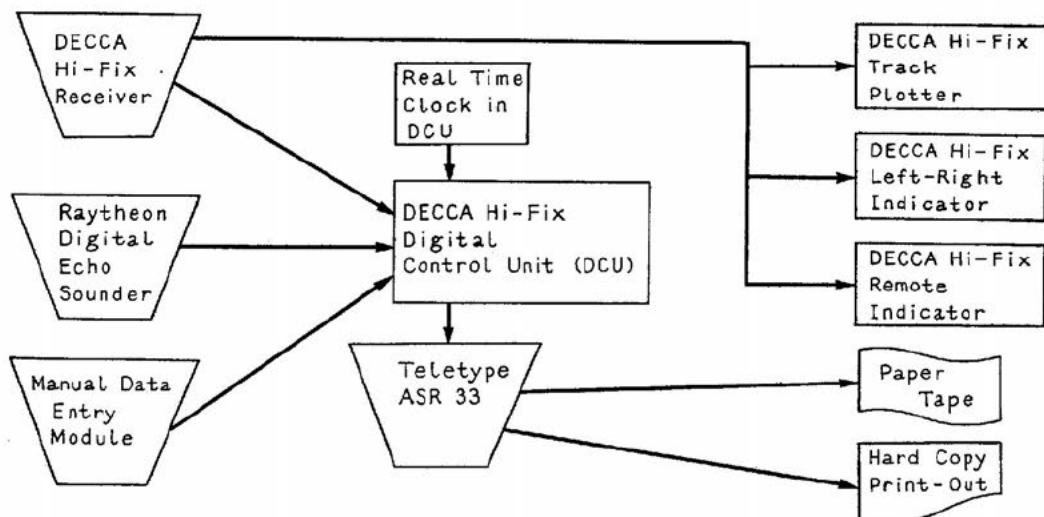 DECCA
Hi-Fix
Receiver
Real Time
Clock in
DCU
DECCA Hi-Fix
Track
Plotter
DECCA Hi-Fix
Left-Right
Indicator
Raytheon
Digital
Echo
Sounder
DECCA Hi-Fix
Digital
Control Unit (DCU)
DECCA Hi-Fix
Remote
Indicator
Manual Data
Entry
Module
Teletype
ASR 33
Paper
Tape
Hard Copy
Print-Out